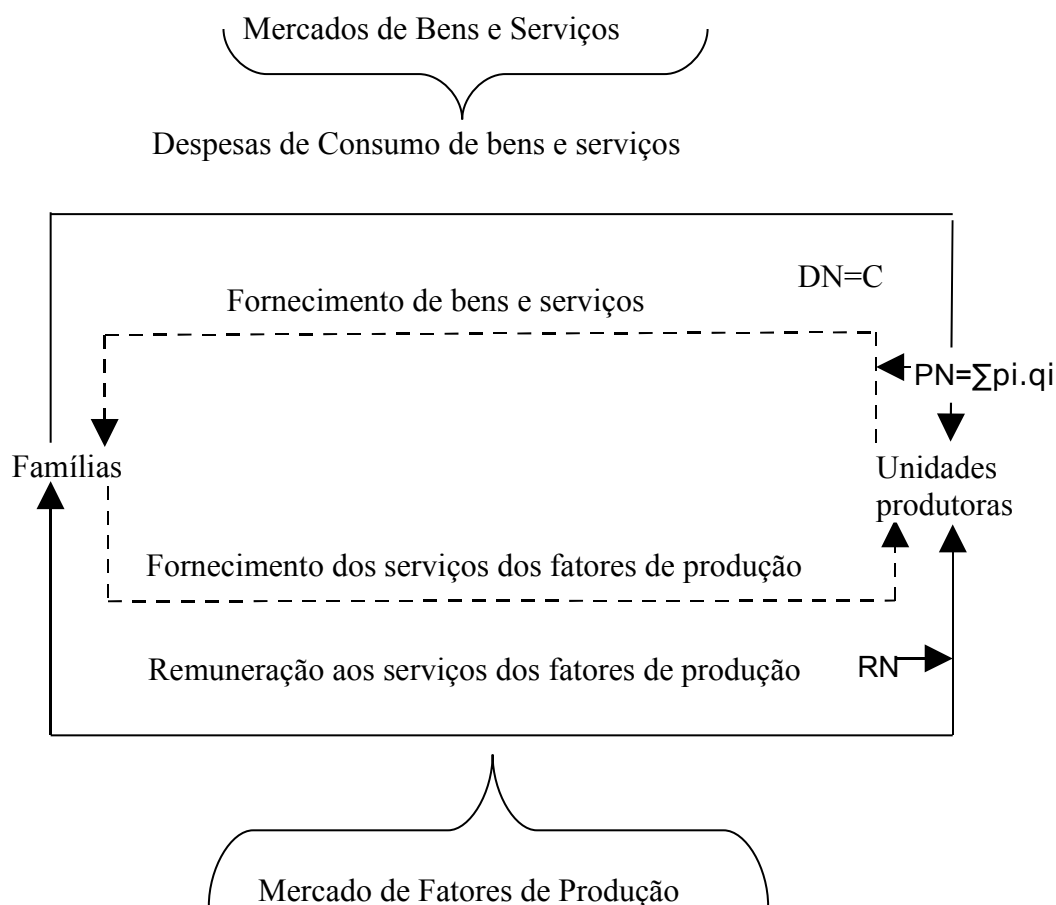 Mercados de Bens e Serviços
Despesas de Consumo de bens e serviços
DN=C
Fornecimento de bens e serviços
PN=∑pi.qi
Famílias
Unidades
produtoras
Fornecimento dos serviços dos fatores de produção
Remuneração aos serviços dos fatores de produção
RN
Mercado de Fatores de Produção